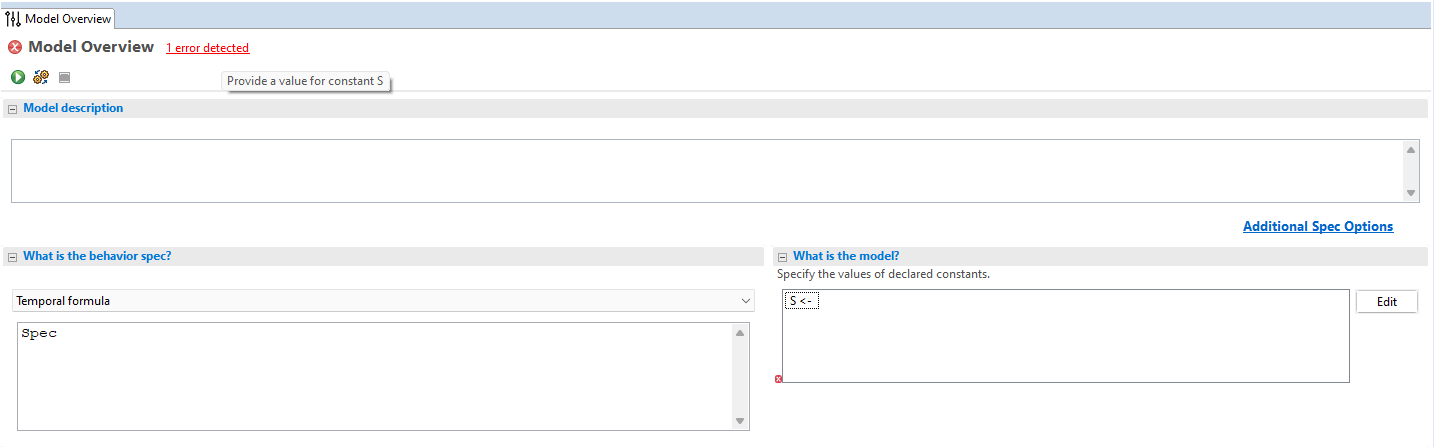 Model Overview
Model Overview 1 error detected
Provide a value for constant S
Model description
Additional Spec Options
What is the behavior spec?
What is the model?
Specify the values of declared constants.
Temporal formula
S <-
Edit
Spec